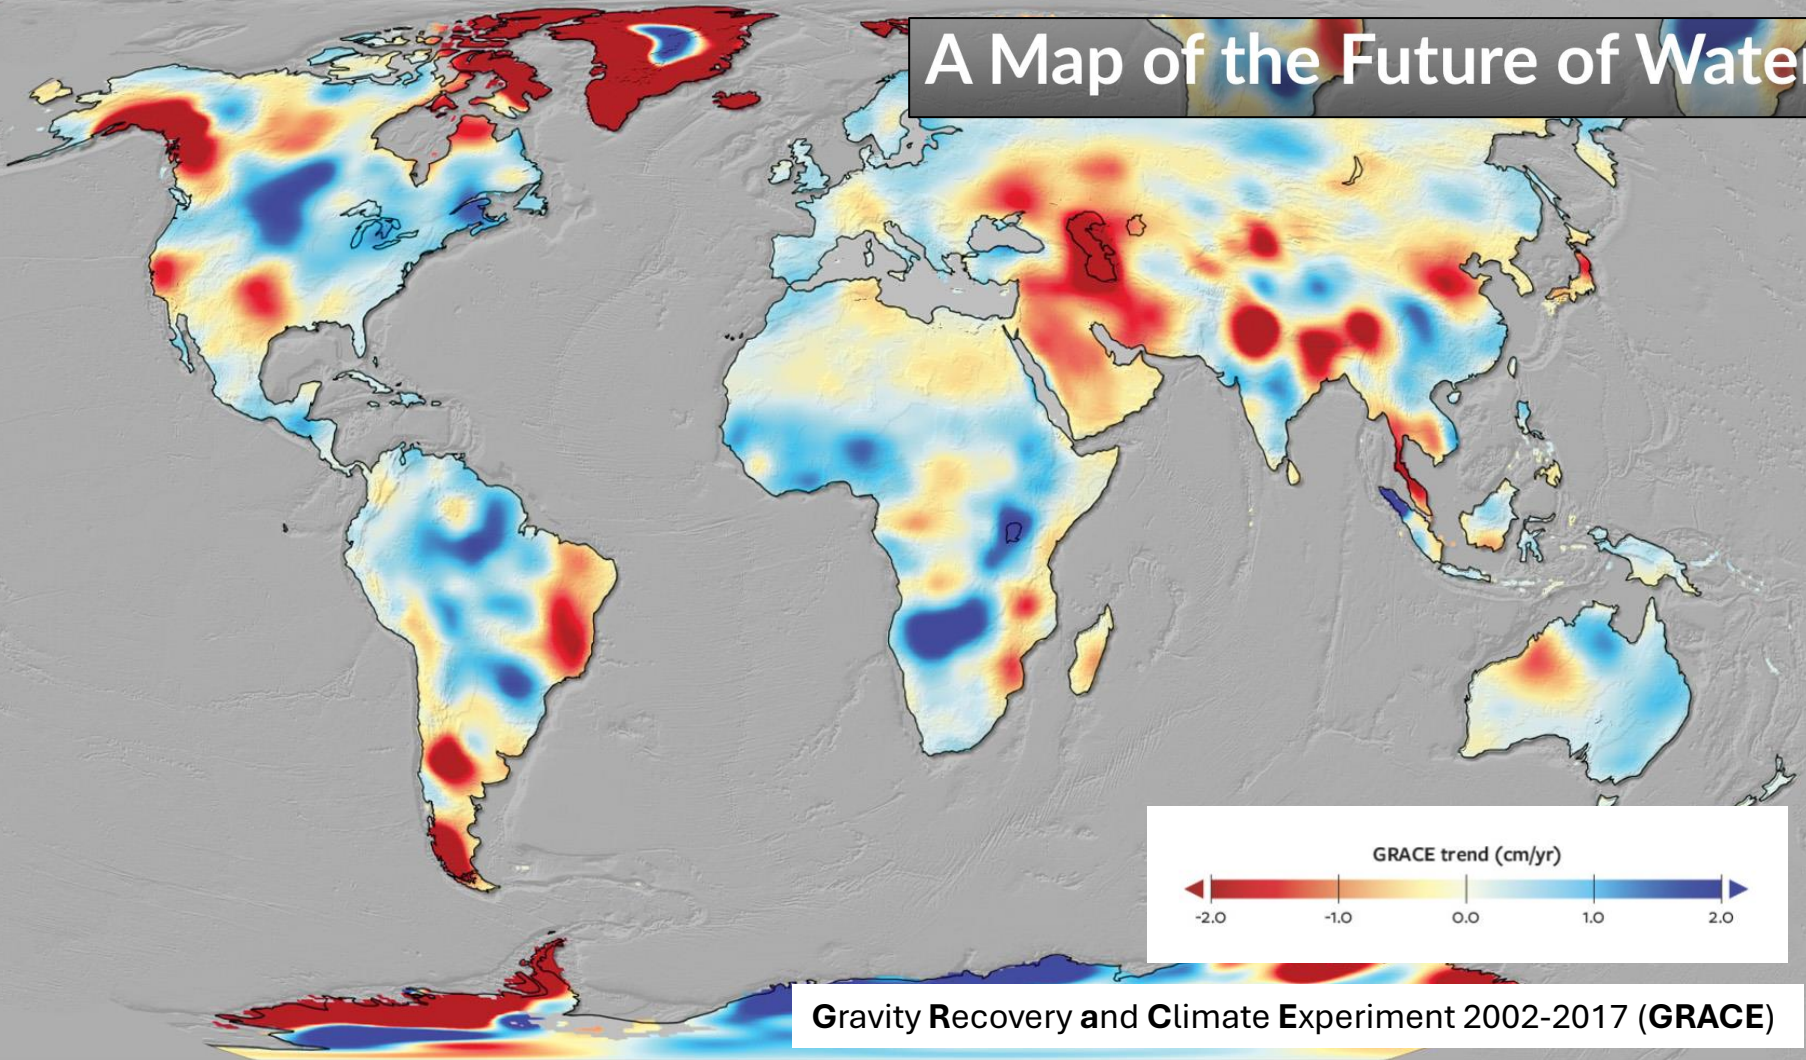 A Map of the Future of Water
GRACE trend (cm/yr)
-2.0 -1.0 0.0 1.0 2.0
Gravity Recovery and Climate Experiment 2002-2017 (GRACE)